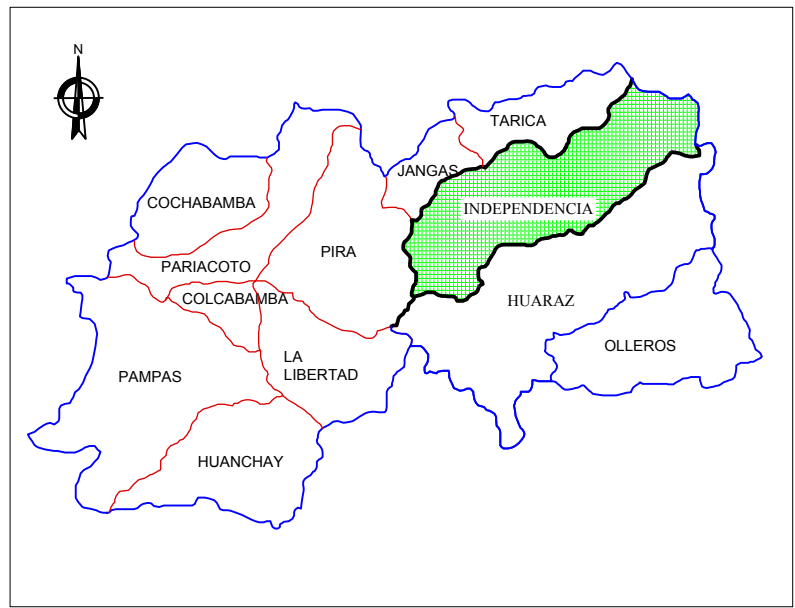 N
TARICA
JANGAS
COCHABAMBA
INDEPENDENCIA
PIRA
PARIACOTO
COLCABAMBA
HUARAZ
OLLEROS
LA
LIBERTAD
PAMPAS
HUANCHAY